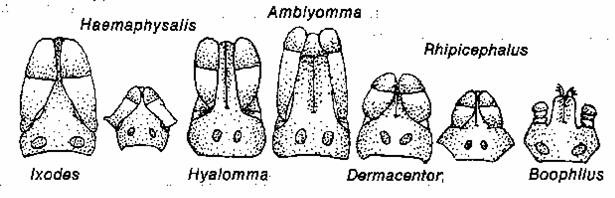 Amblyomma
Haemaphysalis
Rhipicephalus
Ixodes Hyalomma Dermacentor, Boophilus